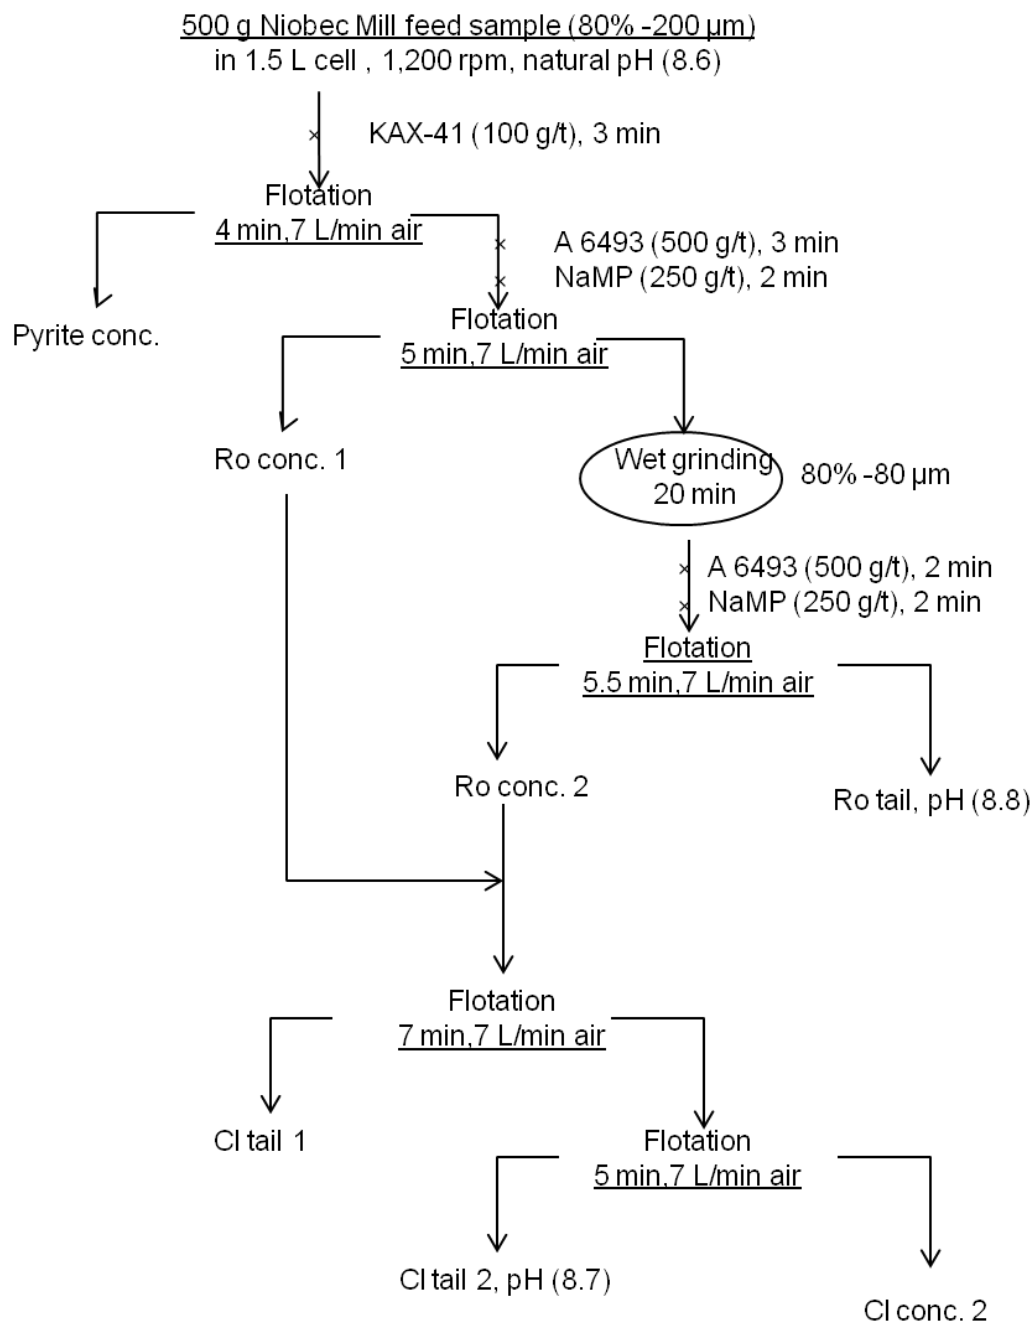 500 g Niobec Mill feed sample (80% -200 µm)
in 1.5 L cell , 1,200 rpm, natural pH (8.6)
KAX-41 (100 g/t), 3 min
Flotation
4 min,7 L/min air
A 6493 (500 g/t), 3 min
NaMP (250 g/t), 2 min
Pyrite conc.
Flotation
5 min,7 L/min air
Ro conc. 1
Wet grinding
20 min
80% -80 µm
A 6493 (500 g/t), 2 min
NaMP (250 g/t), 2 min
Flotation
5.5 min,7 L/min air
Ro conc. 2
Ro tail, pH (8.8)
Flotation
7 min,7 L/min air
Cl tail 1
Flotation
5 min,7 L/min air
Cl tail 2, pH (8.7)
Cl conc. 2